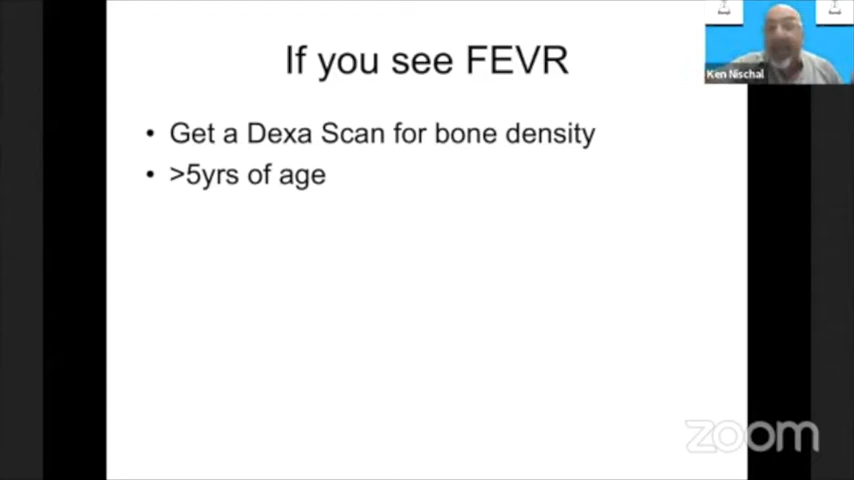 If you see FEVR
• Get a Dexa Scan for bone density
• >5yrs of age
Ken Nischal
zoom